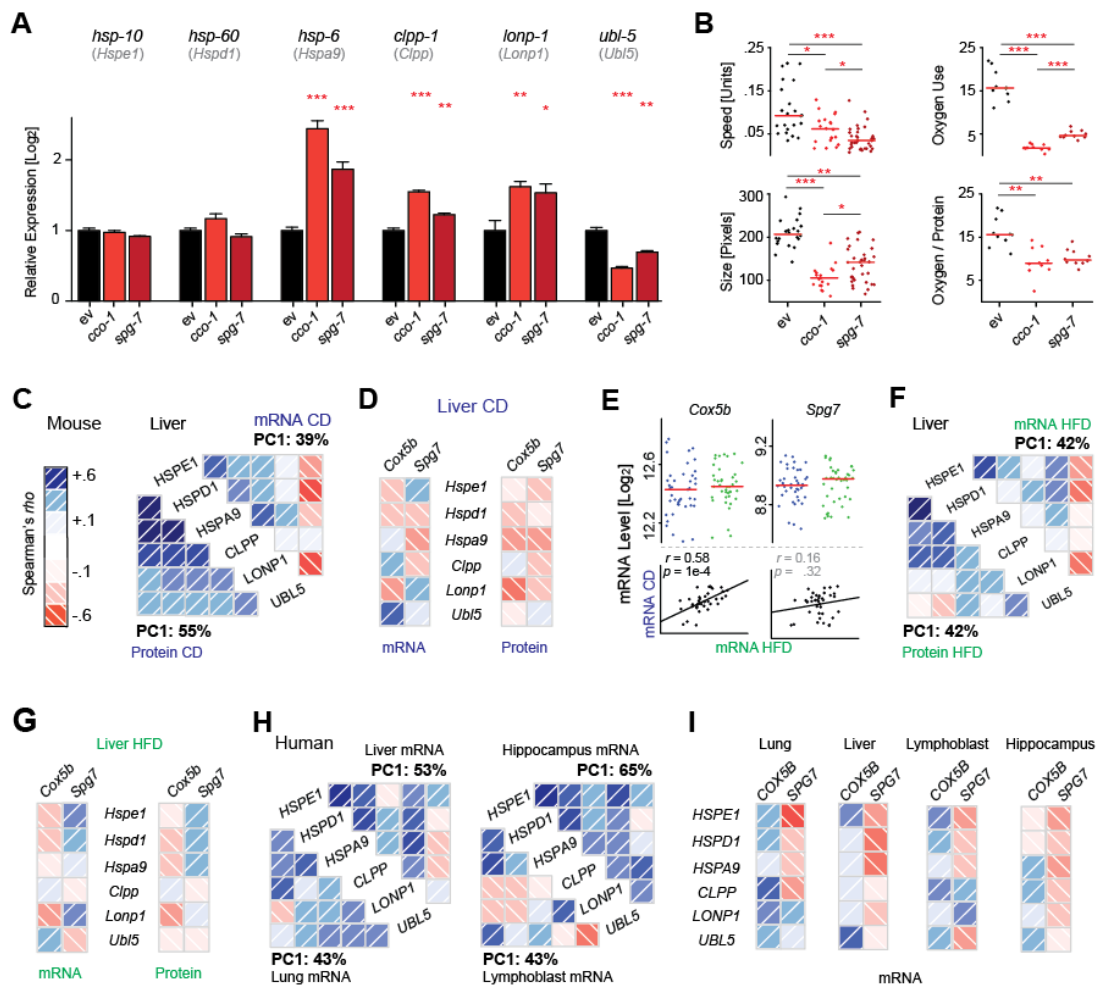 A
hsp-10 hsp-60 hsp-6 clpp-1 lonp-1 ubl-5
(Hspe1) (Hspd1) (Hspa9) (Clpp) (Lonp1) (Ubl5)
*** *** *** ** ** * *** **
Relative Expression [Log2]
2
1
0
ev cco-1 spg-7 ev cco-1 spg-7 ev cco-1 spg-7 ev cco-1 spg-7 ev cco-1 spg-7 ev cco-1 spg-7
B
Speed [Units]
.25
.15
.05
*** * *
Oxygen Use
25
15
5
*** *** ***
Size [Pixels]
300
200
100
** *** *
Oxygen / Protein
25
15
5
** **
ev cco-1 spg-7
ev cco-1 spg-7
C
Mouse Liver mRNA CD
PC1: 39%
Spearman's rho
+.6
+.1
-.1
-.6
HSPE1
HSPD1
HSPA9
CLPP
LONP1
UBL5
PC1: 55%
Protein CD
D
Liver CD
Cox5b Spg7 Cox5b Spg7
Hspe1
Hspd1
Hspa9
Clpp
Lonp1
Ubl5
mRNA Protein
E
Cox5b Spg7
mRNA Level [Log2]
12.6
12.2
9.2
8.8
r = 0.58
p = 1e-4
r = 0.16
p = .32
mRNA CD
mRNA HFD
F
Liver mRNA HFD
PC1: 42%
HSPE1
HSPD1
HSPA9
CLPP
LONP1
UBL5
PC1: 42%
Protein HFD
G
Liver HFD
Cox5b Spg7 Cox5b Spg7
Hspe1
Hspd1
Hspa9
Clpp
Lonp1
Ubl5
mRNA Protein
H
Human
Liver mRNA
PC1: 53%
HSPE1
HSPD1
HSPA9
CLPP
LONP1
UBL5
PC1: 43%
Lung mRNA
Hippocampus mRNA
PC1: 65%
HSPE1
HSPD1
HSPA9
CLPP
LONP1
UBL5
PC1: 43%
Lymphoblast mRNA
I
Lung Liver Lymphoblast Hippocampus
COX5B SPG7 COX5B SPG7 COX5B SPG7 COX5B SPG7
HSPE1
HSPD1
HSPA9
CLPP
LONP1
UBL5
mRNA